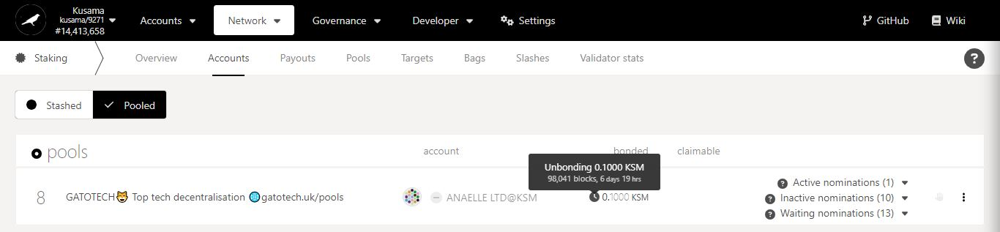 Kusama
kusama/9271
#14,413,658
Accounts
Network
Governance
Developer
Settings
GitHub
Wiki
Staking
Overview
Accounts
Payouts
Pools
Targets
Bags
Slashes
Validator stats
?
Stashed
Pooled
pools
account
bonded
claimable
Unbonding 0.1000 KSM
98,041 blocks, 6 days 19 hrs
8
GATOTECH😼 Top tech decentralisation 🌐gatotech.uk/pools
ANAELLE LTD@KSM
0.1000 KSM
? Active nominations (1)
? Inactive nominations (10)
? Waiting nominations (13)